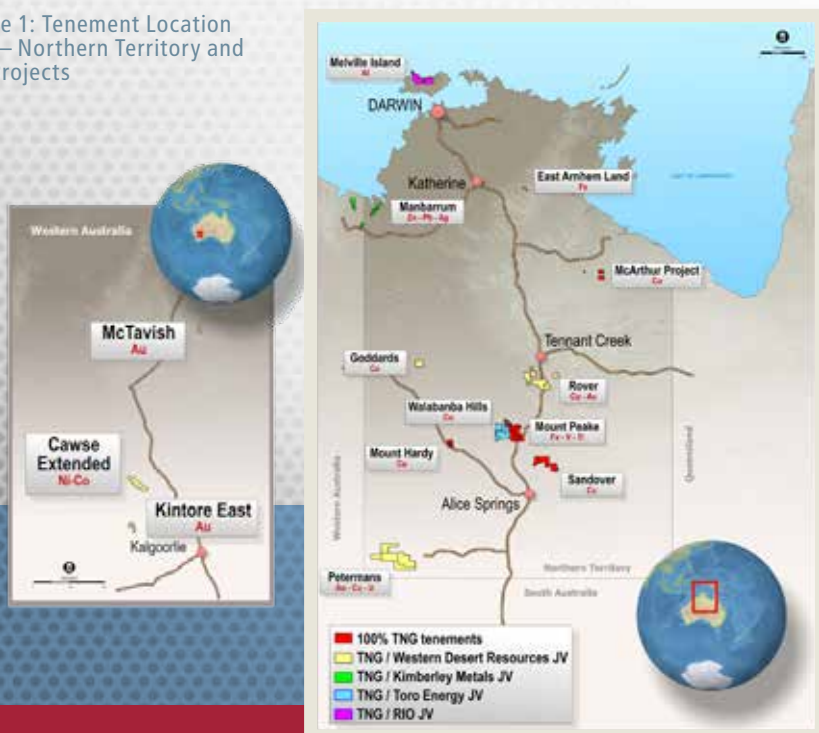 e 1: Tenement Location
– Northern Territory and
rojects
Western Australia
McTavish
Au
Cawse
Extended
Ni-Co
Kintore East
Au
Kalgoorlie
Melville Island
Al
DARWIN
Katherine
East Arnhem Land
Fe
Manbarrum
Zn - Pb - Ag
McArthur Project
Cu
Tennant Creek
Goddards
Cu
Rover
Cu - Au
Walabanba Hills
Cu
Mount Peake
Fe - V - Ti
Mount Hardy
Cu
Sandover
Cu
Western Australia
Queensland
Alice Springs
Petermans
Northern Territory
South Australia
100% TNG tenements
TNG / Western Desert Resources JV
TNG / Kimberley Metals JV
TNG / Toro Energy JV
TNG / RIO JV